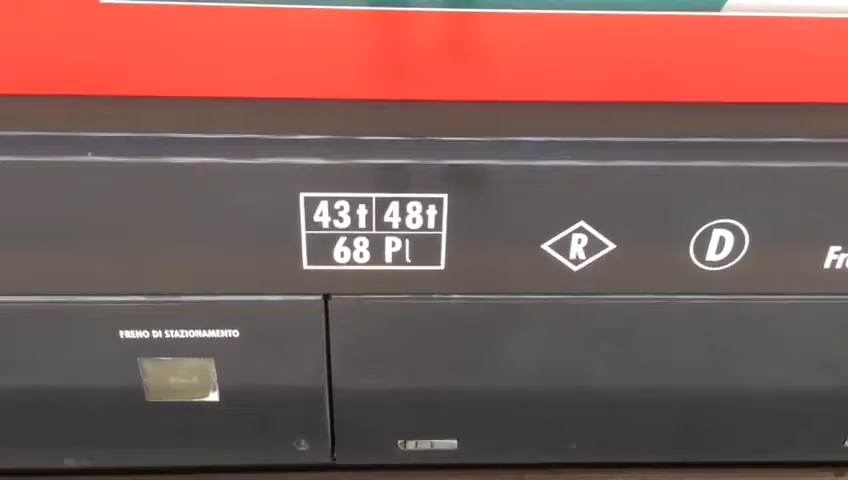 43t 48t
68 Pl
R
D
FRENO DI STAZIONAMENTO